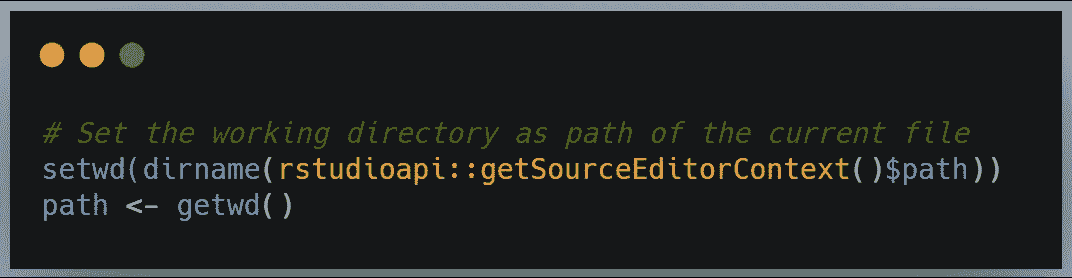 # Set the working directory as path of the current file
setwd(dirname(rstudioapi::getSourceEditorContext()$path))
path <- getwd()